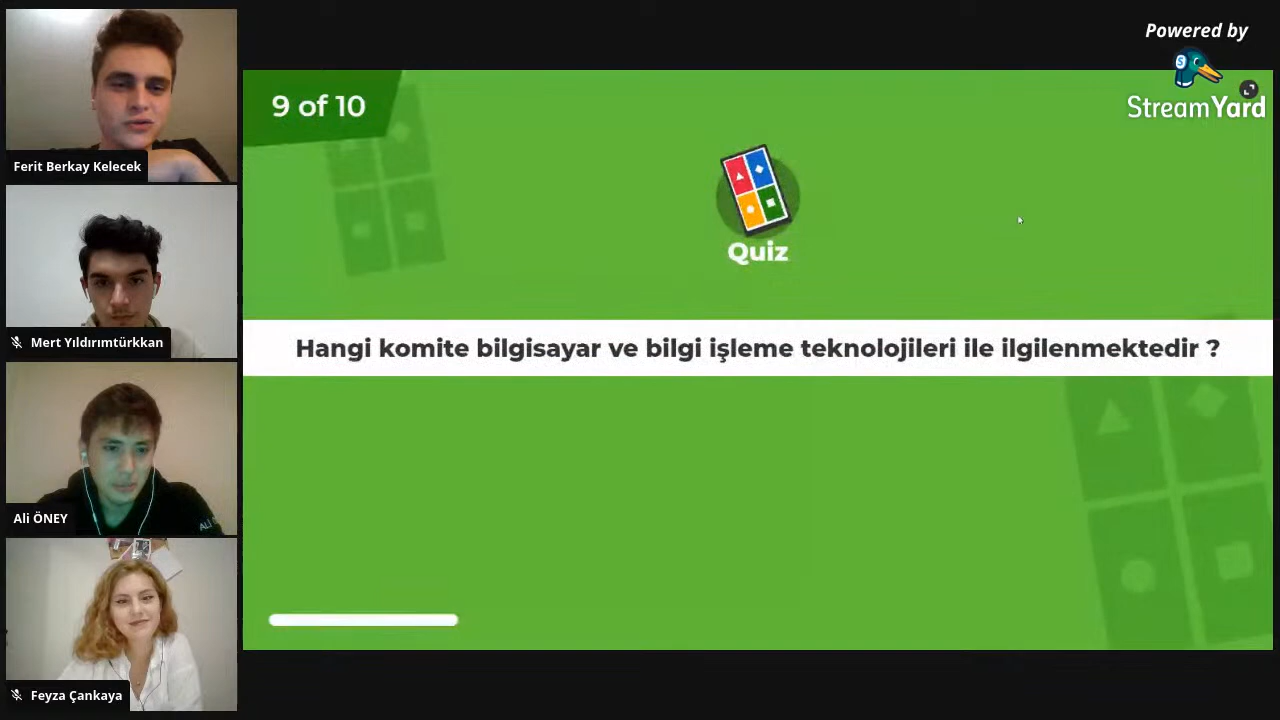 Powered by
StreamYard
9 of 10
Quiz
Hangi komite bilgisayar ve bilgi işleme teknolojileri ile ilgilenmektedir ?
Ferit Berkay Kelecek
Mert Yıldırımtürkkan
Ali ÖNEY
Feyza Çankaya